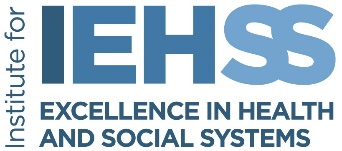 Institute for
IEHSS
EXCELLENCE IN HEALTH
AND SOCIAL SYSTEMS